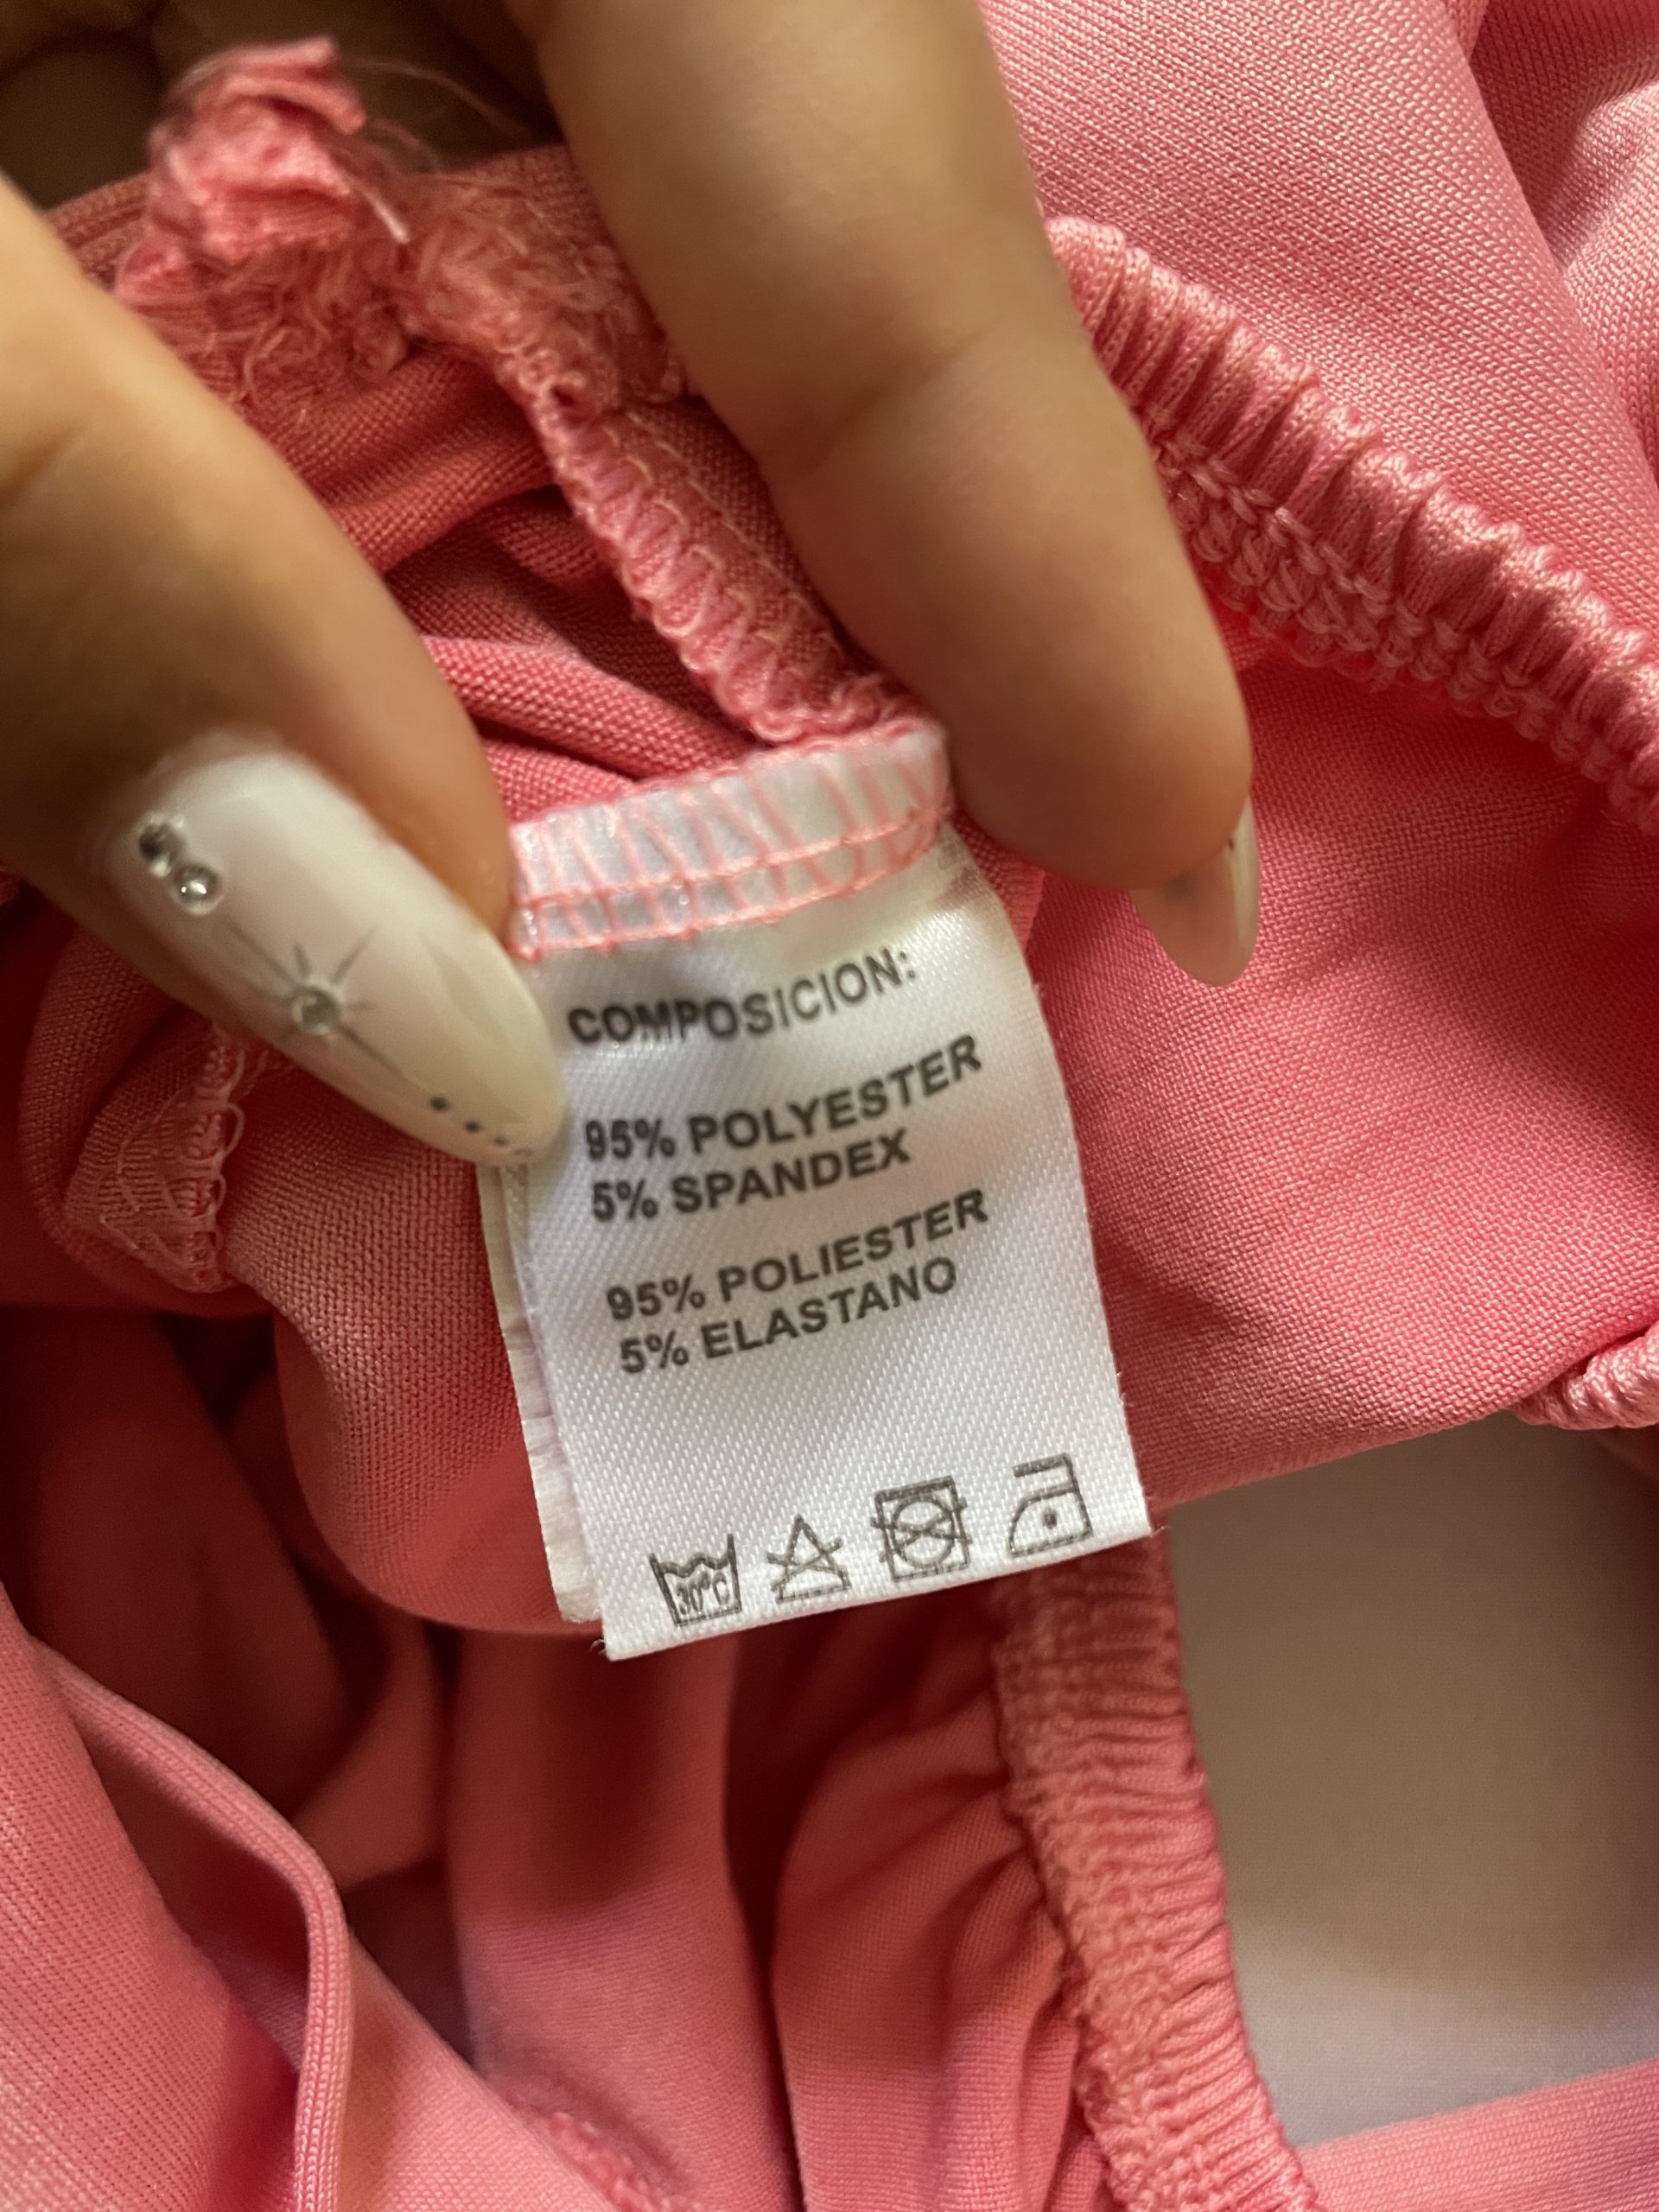 COMPOSICION:
95% POLYESTER
5% SPANDEX
95% POLIESTER
5% ELASTANO
30°C